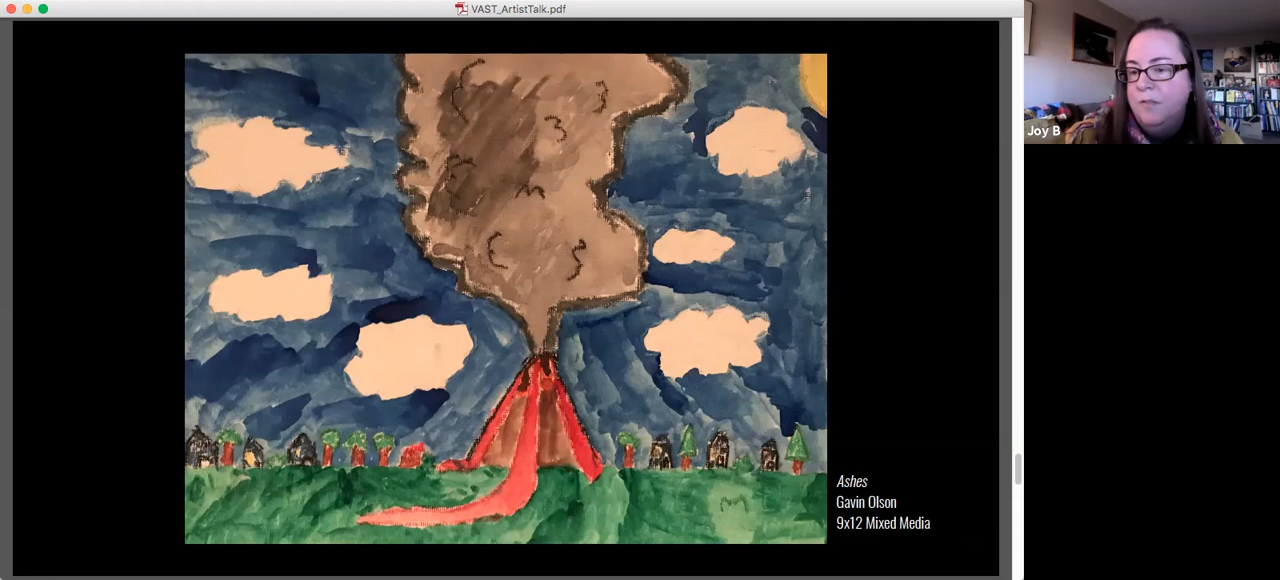 VAST_ArtistTalk.pdf
Joy B
Ashes
Gavin Olson
9x12 Mixed Media